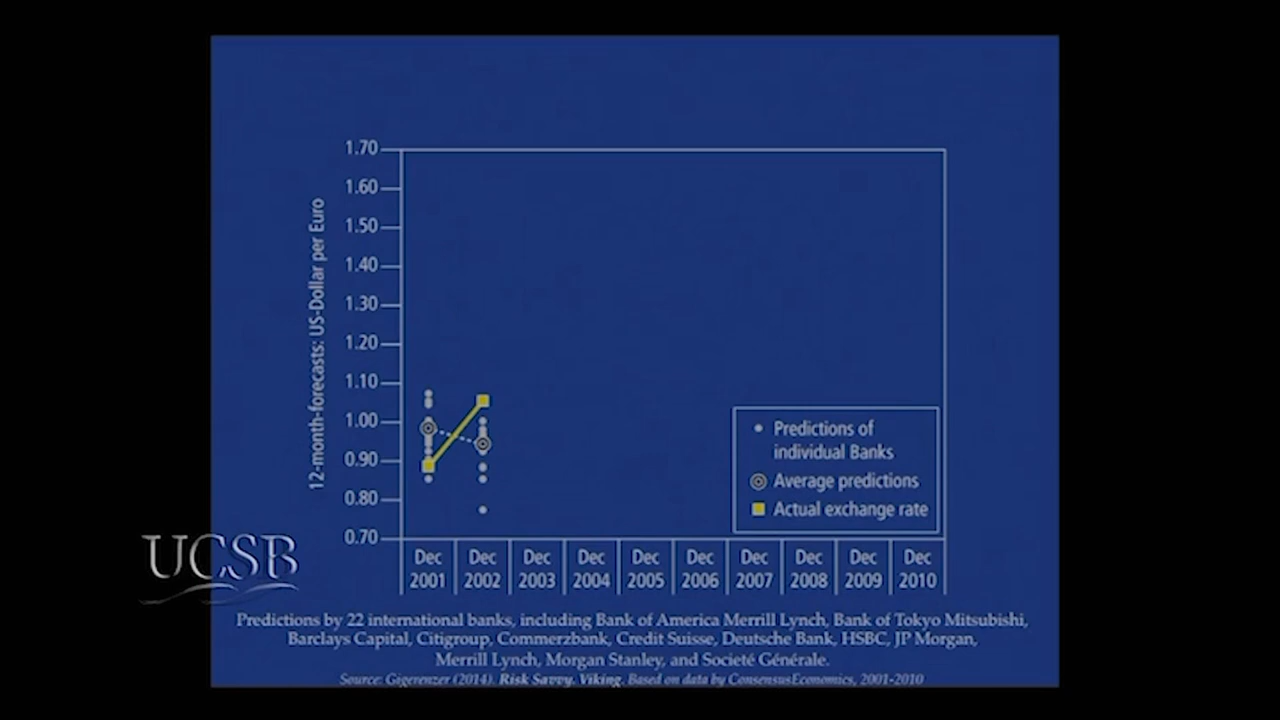 1.70
1.60
1.50
1.40
1.30
1.20
1.10
1.00
0.90
0.80
0.70
12-month-forecasts: US-Dollar per Euro
Predictions of
individual Banks
Average predictions
Actual exchange rate
Dec Dec Dec Dec Dec Dec Dec Dec Dec Dec
2001 2002 2003 2004 2005 2006 2007 2008 2009 2010
UCSB
Predictions by 22 international banks, including Bank of America Merrill Lynch, Bank of Tokyo Mitsubishi,
Barclays Capital, Citigroup, Commerzbank, Credit Suisse, Deutsche Bank, HSBC, JP Morgan,
Merrill Lynch, Morgan Stanley, and Societé Générale.
Source: Gigerenzer (2014). Risk Savvy. Viking. Based on data by ConsensusEconomics, 2001-2010